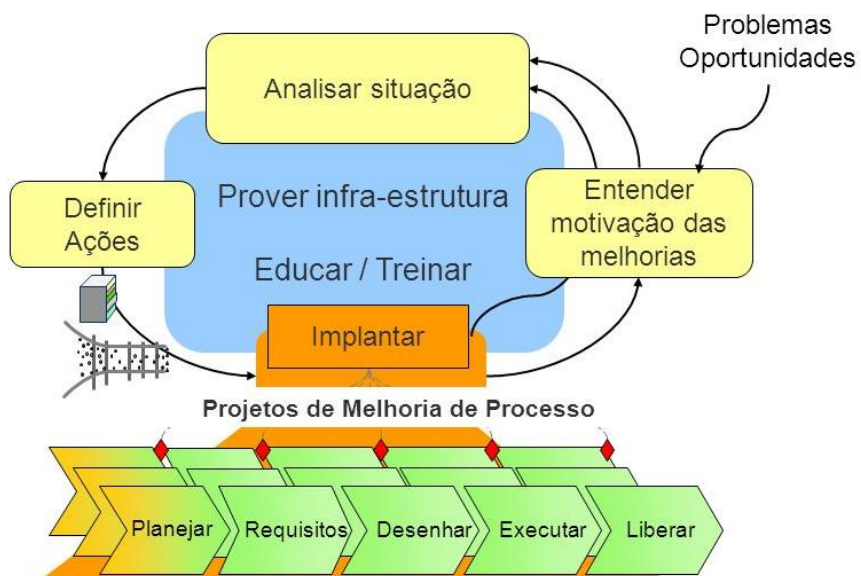 Problemas
Oportunidades
Analisar situação
Entender
motivação das
melhorias
Definir
Ações
Prover infra-estrutura
Educar / Treinar
Implantar
Projetos de Melhoria de Processo
Planejar
Requisitos
Desenhar
Executar
Liberar